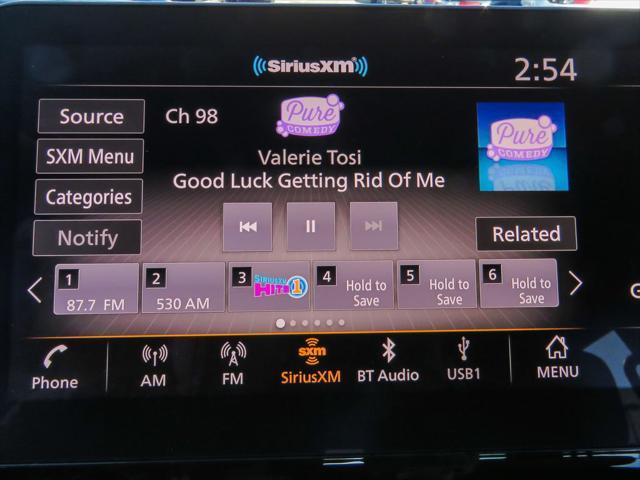 SiriusXM
2:54
Source
Ch 98
Pure
COMEDY
Pure
COMEDY
SXM Menu
Valerie Tosi
Good Luck Getting Rid Of Me
Categories
Notify
Related
1
87.7 FM
2
530 AM
3
SIRIUSXM
HITS 1
4
Hold to
Save
5
Hold to
Save
6
Hold to
Save
Phone
AM
FM
sxm
SiriusXM
BT Audio
USB1
MENU